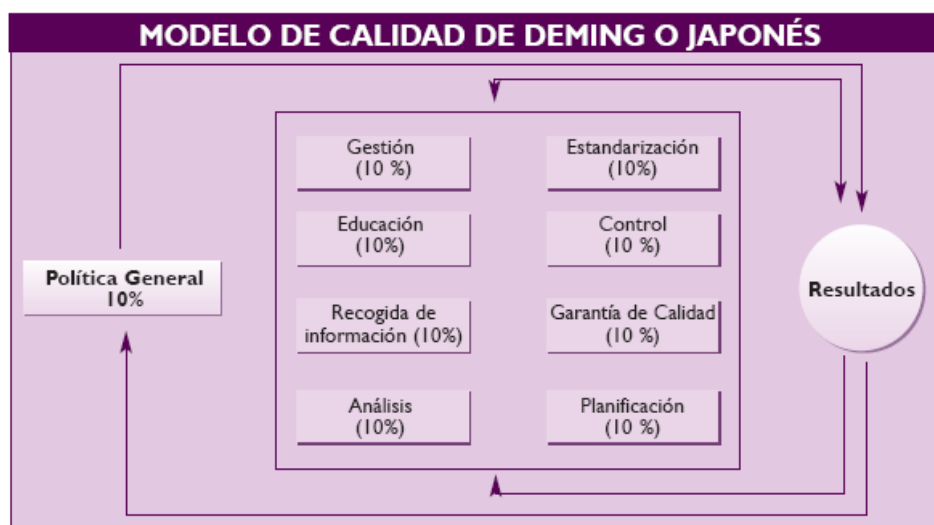 MODELO DE CALIDAD DE DEMING O JAPONÉS
Política General
10%
Gestión
(10 %)
Educación
(10%)
Recogida de
información (10%)
Análisis
(10%)
Estandarización
(10%)
Control
(10 %)
Garantía de Calidad
(10 %)
Planificación
(10 %)
Resultados